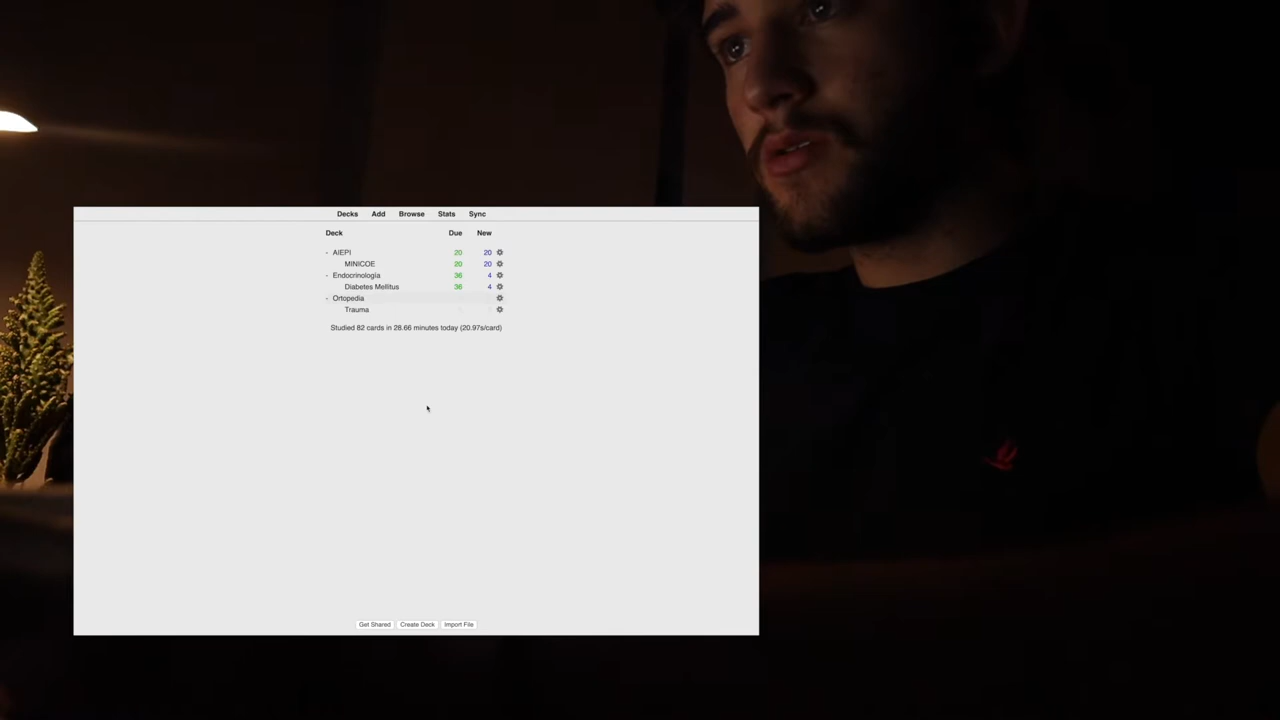 Decks Add Browse Stats Sync
Deck Due New
- AIEPI 20 20
MINICOE 20 20
- Endocrinología 36 4
Diabetes Mellitus 36 4
- Ortopedia
Trauma
Studied 82 cards in 28.66 minutes today (20.97s/card)
Get Shared Create Deck Import File